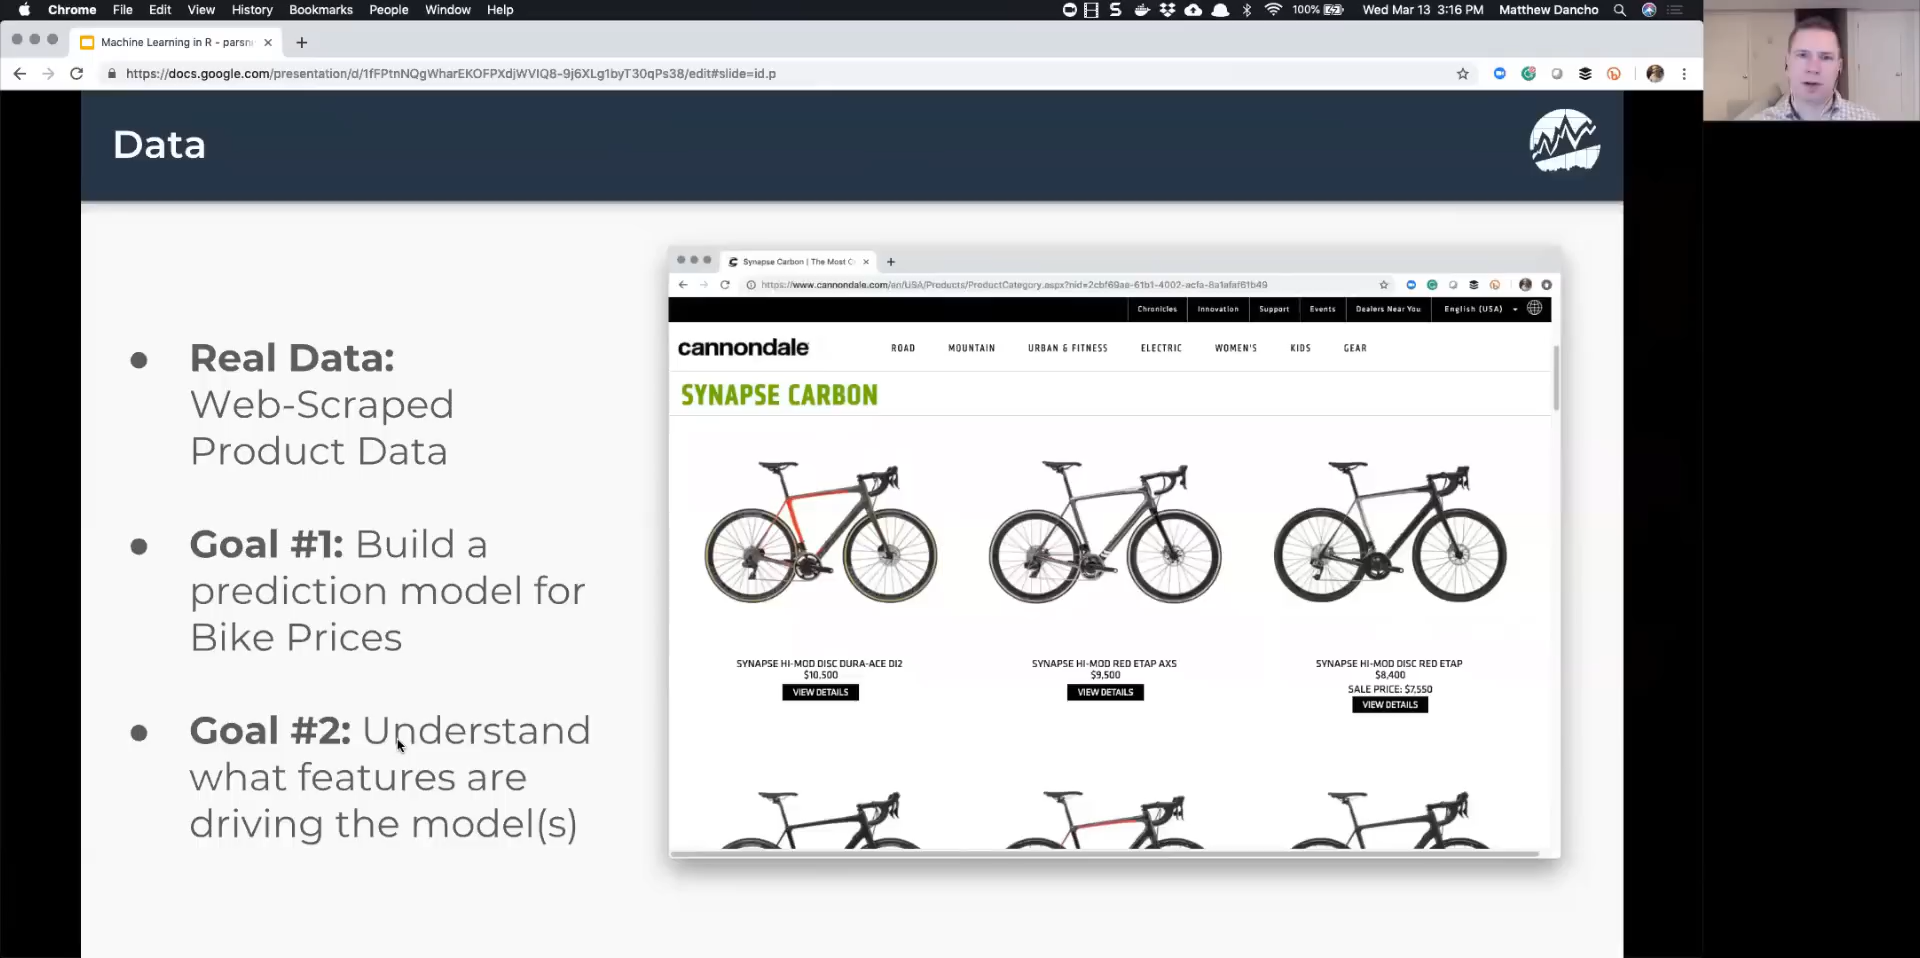 Chrome File Edit View History Bookmarks People Window Help 100% Wed Mar 13 3:16 PM Matthew Dancho
Machine Learning in R - parsni
https://docs.google.com/presentation/d/1fFPtnNQgWharEKOFPXdjWVIQ8-9j6XLg1byT30qPs38/edit#slide=id.p
Data
Real Data:
Web-Scraped
Product Data
Goal #1: Build a
prediction model for
Bike Prices
Goal #2: Understand
what features are
driving the model(s)
Synapse Carbon | The Most C
https://www.cannondale.com/en/USA/Products/ProductCategory.aspx?nid=2cbf69ae-61b1-4002-acfa-8a1afaf61b49
Chronicles Innovation Support Events Dealers Near You English (USA)
cannondale ROAD MOUNTAIN URBAN & FITNESS ELECTRIC WOMEN'S KIDS GEAR
SYNAPSE CARBON
SYNAPSE HI-MOD DISC DURA-ACE DI2
$10,500
VIEW DETAILS
SYNAPSE HI-MOD RED ETAP AXS
$9,500
VIEW DETAILS
SYNAPSE HI-MOD DISC RED ETAP
$8,400
SALE PRICE: $7,550
VIEW DETAILS